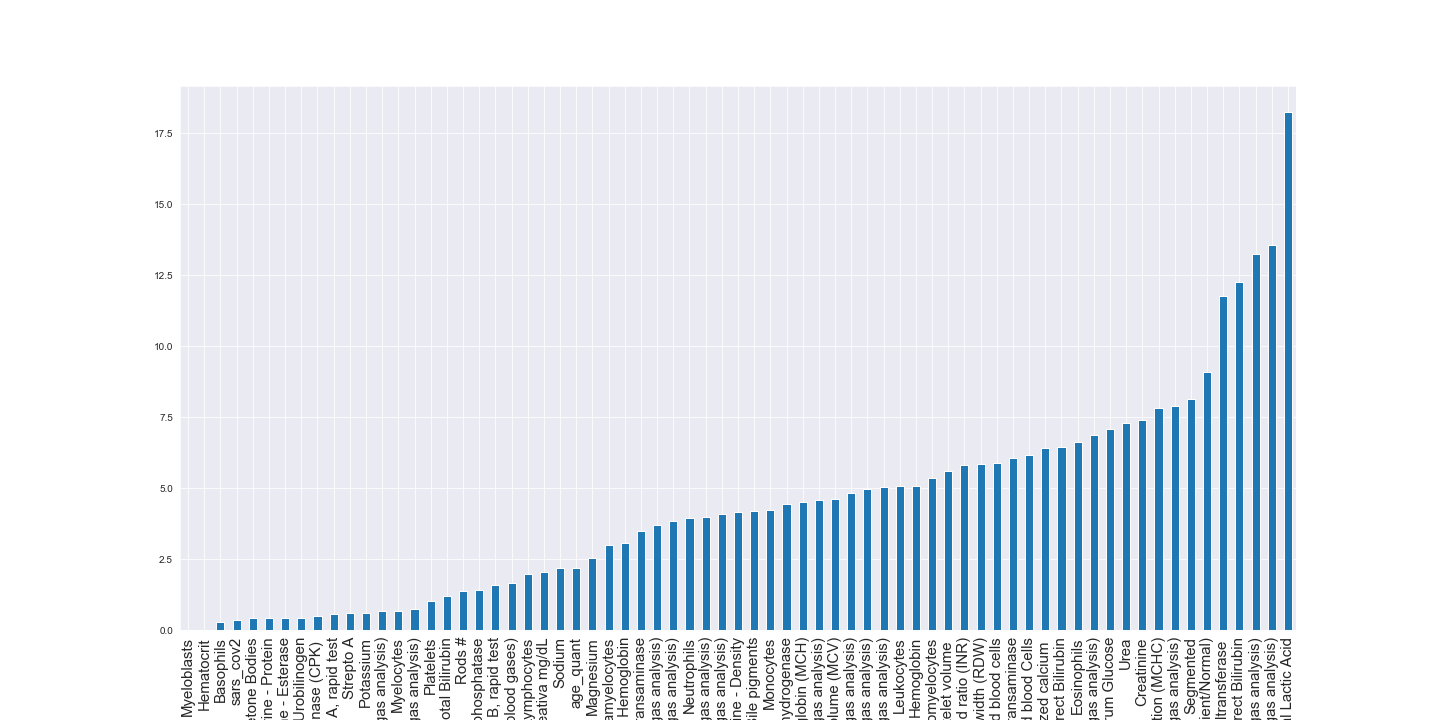 17.5
15.0
12.5
10.0
7.5
5.0
2.5
0.0
Myeloblasts
Hematocrit
Basophils
sars_cov2
tone Bodies
ine - Protein
e - Esterase
Urobilinogen
nase (CPK)
A, rapid test
Strepto A
Potassium
gas analysis)
Myelocytes
gas analysis)
Platelets
otal Bilirubin
Rods #
phosphatase
B, rapid test
blood gases)
ymphocytes
eativa mg/dL
Sodium
age_quant
Magnesium
amyelocytes
Hemoglobin
ransaminase
gas analysis)
gas analysis)
Neutrophils
gas analysis)
gas analysis)
ine - Density
ile pigments
Monocytes
hydrogenase
globin (MCH)
gas analysis)
olume (MCV)
gas analysis)
gas analysis)
gas analysis)
Leukocytes
Hemoglobin
omyelocytes
elet volume
d ratio (INR)
width (RDW)
d blood cells
ransaminase
d blood Cells
zed calcium
rect Bilirubin
Eosinophils
gas analysis)
rum Glucose
Urea
Creatinine
tion (MCHC)
gas analysis)
Segmented
ient/Normal)
ltransferase
rect Bilirubin
gas analysis)
gas analysis)
al Lactic Acid